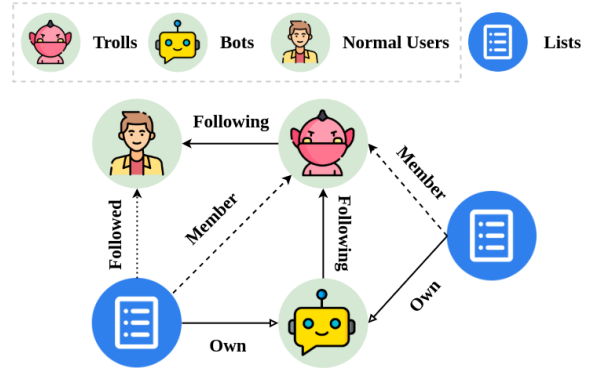 Trolls
Bots
Normal Users
Lists
Following
Member
Member
Followed
Following
Own
Own